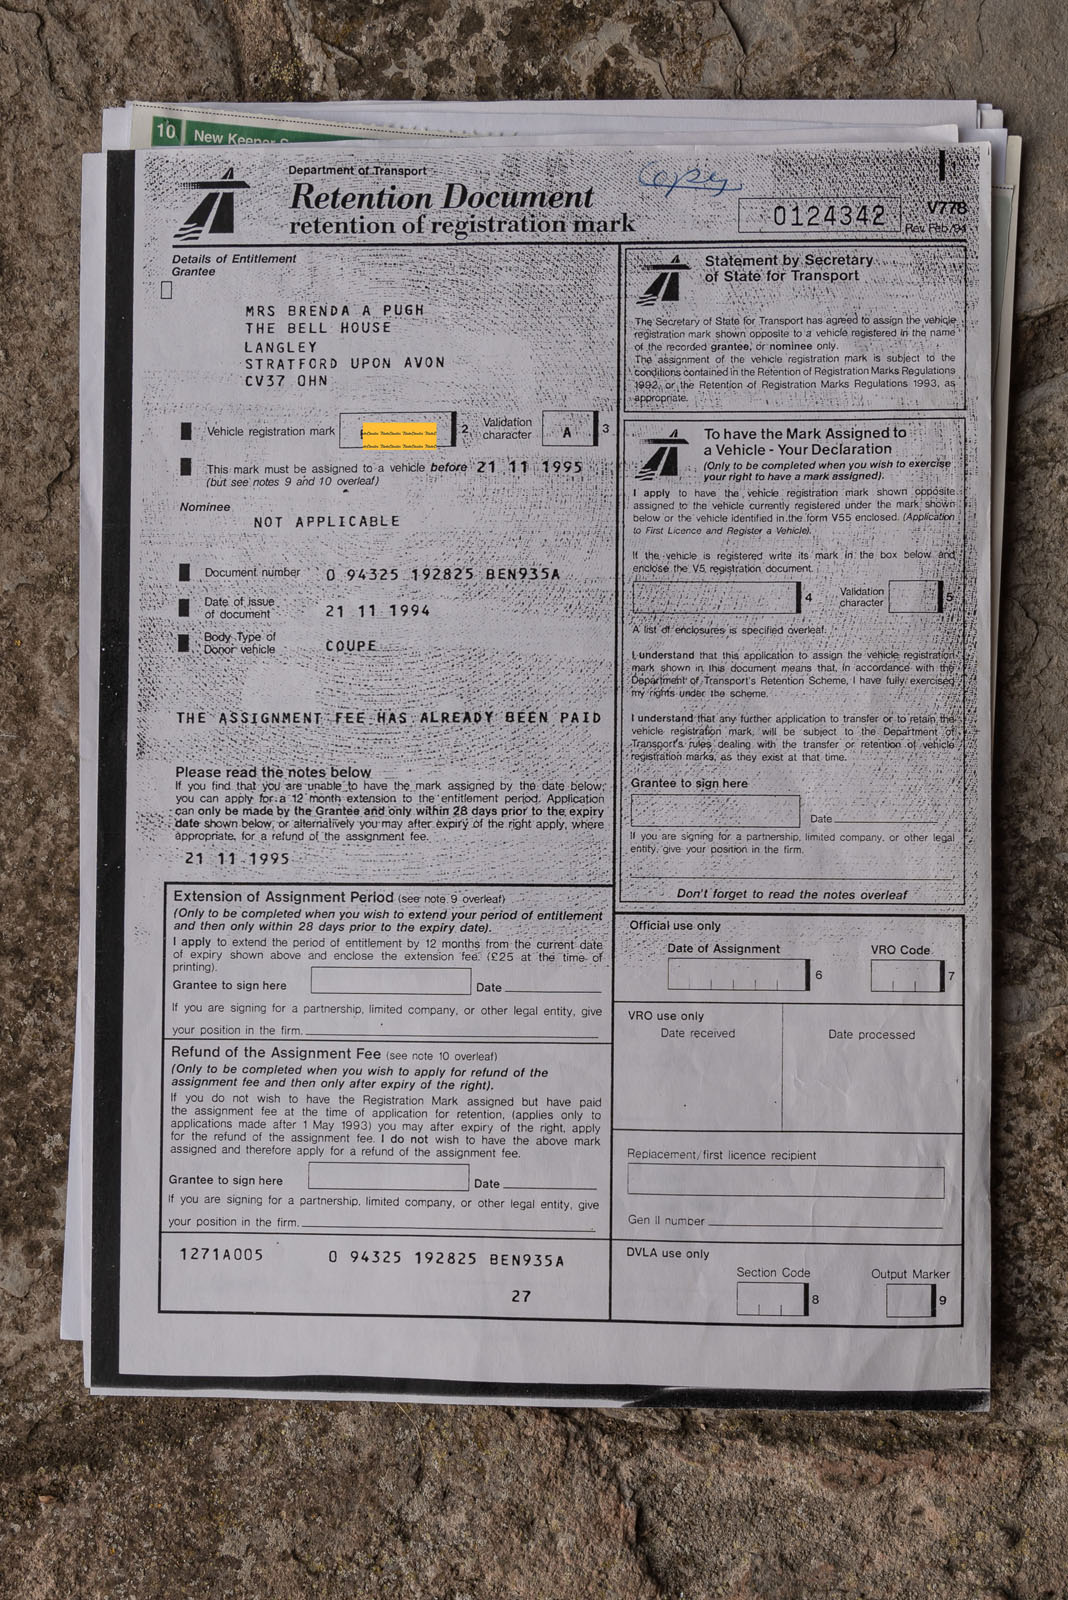 10 New Keeper
Department of Transport
Retention Document
retention of registration mark
Copy
0124342
V778
Rev Feb/94
1
Details of Entitlement
Grantee
MRS BRENDA A PUGH
THE BELL HOUSE
LANGLEY
STRATFORD UPON AVON
CV37 0HN
Vehicle registration mark 2 Validation character A 3
This mark must be assigned to a vehicle before 21 11 1995
(but see notes 9 and 10 overleaf)
Nominee
NOT APPLICABLE
Document number 0 94325 192825 BEN935A
Date of issue
of document 21 11 1994
Body Type of
Donor vehicle COUPE
THE ASSIGNMENT FEE HAS ALREADY BEEN PAID
Please read the notes below
If you find that you are unable to have the mark assigned by the date below,
you can apply for a 12 month extension to the entitlement period. Application
can only be made by the Grantee and only within 28 days prior to the expiry
date shown below, or alternatively you may after expiry of the right apply, where
appropriate, for a refund of the assignment fee.
21 11 1995
Extension of Assignment Period (see note 9 overleaf)
(Only to be completed when you wish to extend your period of entitlement
and then only within 28 days prior to the expiry date).
I apply to extend the period of entitlement by 12 months from the current date
of expiry shown above and enclose the extension fee. (£25 at the time of
printing).
Grantee to sign here Date
If you are signing for a partnership, limited company, or other legal entity, give
your position in the firm.
Refund of the Assignment Fee (see note 10 overleaf)
(Only to be completed when you wish to apply for refund of the
assignment fee and then only after expiry of the right).
If you do not wish to have the Registration Mark assigned but have paid
the assignment fee at the time of application for retention, (applies only to
applications made after 1 May 1993) you may after expiry of the right, apply
for the refund of the assignment fee. I do not wish to have the above mark
assigned and therefore apply for a refund of the assignment fee.
Grantee to sign here Date
If you are signing for a partnership, limited company, or other legal entity, give
your position in the firm.
1271A005 0 94325 192825 BEN935A
27
Statement by Secretary
of State for Transport
The Secretary of State for Transport has agreed to assign the vehicle
registration mark shown opposite to a vehicle registered in the name
of the recorded grantee, or nominee only.
The assignment of the vehicle registration mark is subject to the
conditions contained in the Retention of Registration Marks Regulations
1992, or the Retention of Registration Marks Regulations 1993, as
appropriate.
To have the Mark Assigned to
a Vehicle - Your Declaration
(Only to be completed when you wish to exercise
your right to have a mark assigned).
I apply to have the vehicle registration mark shown opposite
assigned to the vehicle currently registered under the mark shown
below or the vehicle identified in the form V55 enclosed. (Application
to First Licence and Register a Vehicle).
If the vehicle is registered write its mark in the box below and
enclose the V5 registration document.
4 Validation character 5
A list of enclosures is specified overleaf.
I understand that this application to assign the vehicle registration
mark shown in this document means that, in accordance with the
Department of Transport's Retention Scheme, I have fully exercised
my rights under the scheme.
I understand that any further application to transfer or to retain the
vehicle registration mark, will be subject to the Department of
Transport's rules dealing with the transfer or retention of vehicle
registration marks, as they exist at that time.
Grantee to sign here
Date
If you are signing for a partnership, limited company, or other legal
entity, give your position in the firm.
Don't forget to read the notes overleaf
Official use only
Date of Assignment VRO Code
6 7
VRO use only
Date received Date processed
Replacement/first licence recipient
Gen II number
DVLA use only
Section Code Output Marker
8 9